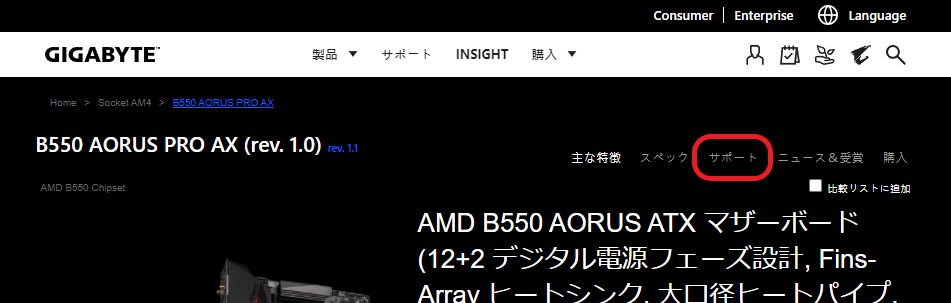 Consumer Enterprise Language
GIGABYTE™ 製品 サポート INSIGHT 購入
Home > Socket AM4 > B550 AORUS PRO AX
B550 AORUS PRO AX (rev. 1.0) rev. 1.1
主な特徴 スペック サポート ニュース＆受賞 購入
AMD B550 Chipset
比較リストに追加
AMD B550 AORUS ATX マザーボード
(12+2 デジタル電源フェーズ設計, Fins-
Array ヒートシンク, 大口径ヒートパイプ,